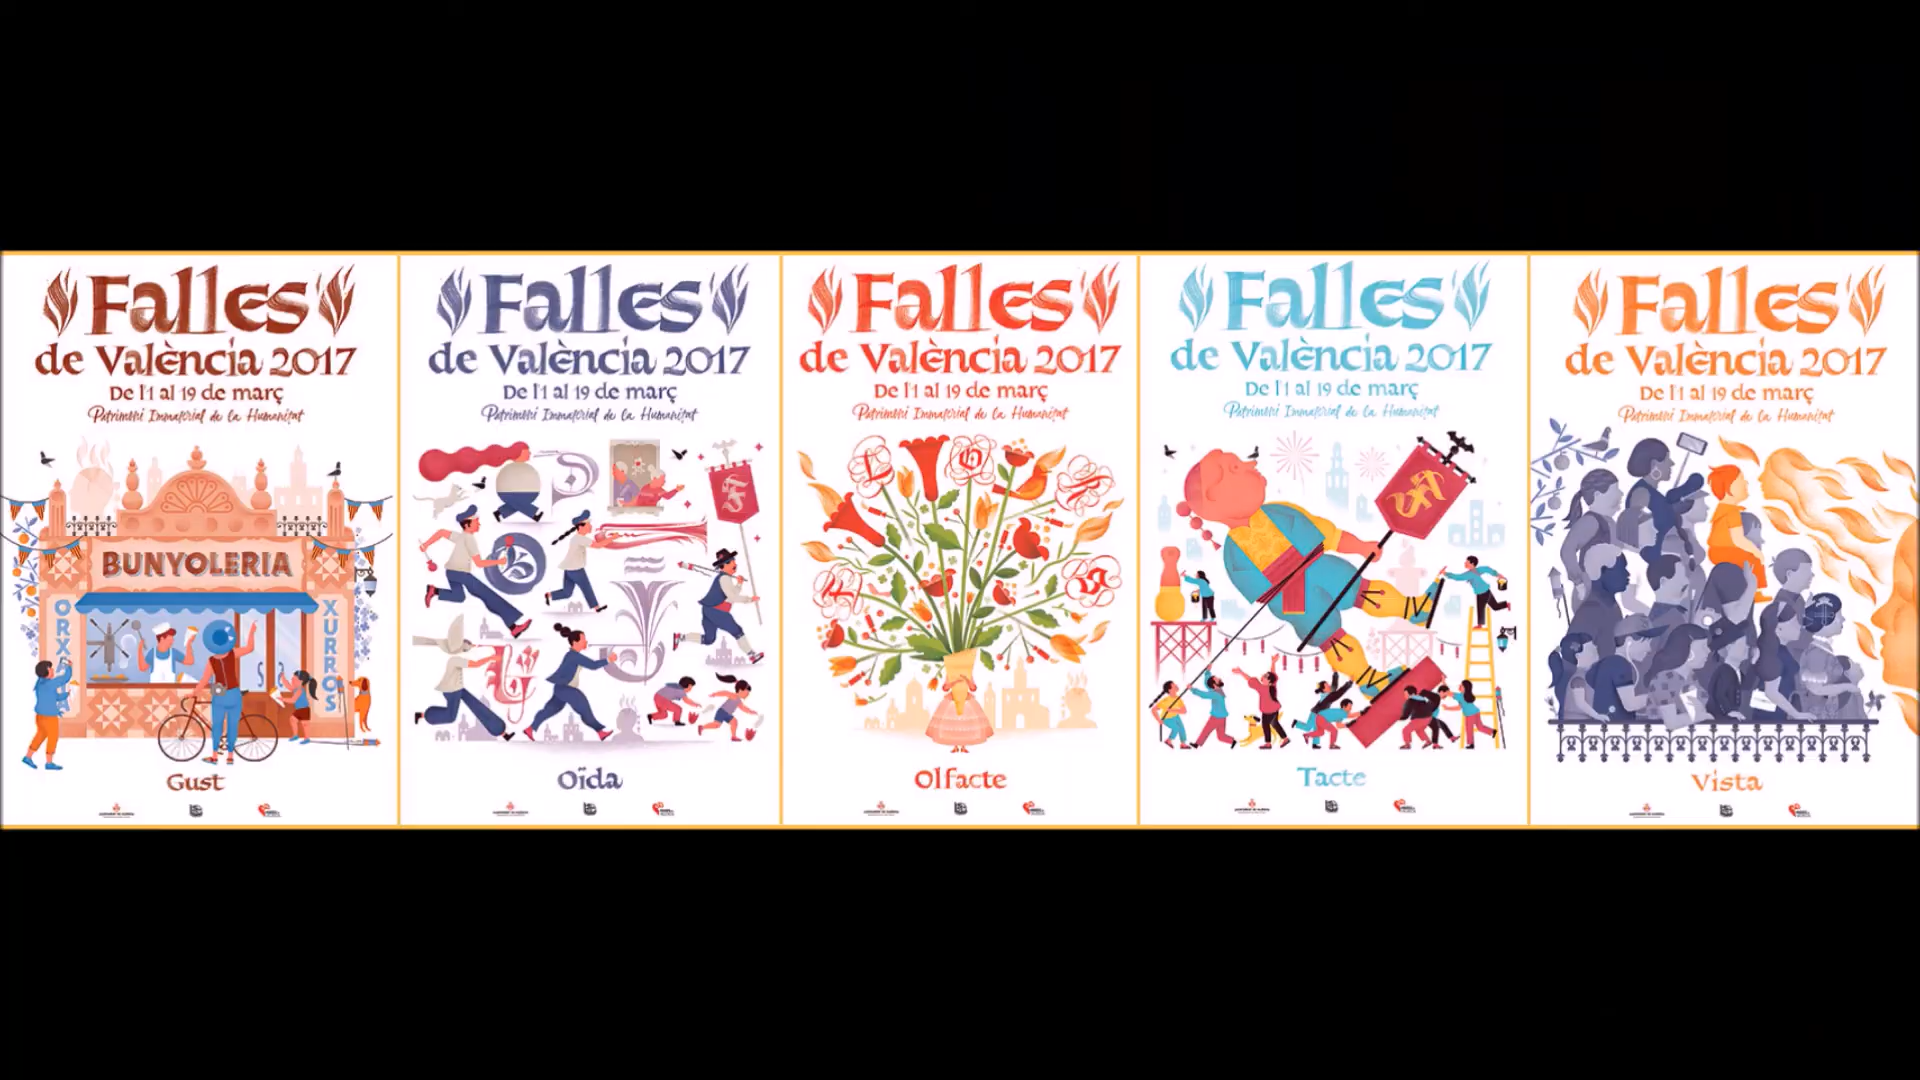 Falles
de València 2017
De l'1 al 19 de març
Patrimoni Immaterial de la Humanitat
BUNYOLERIA
ORXA
XURROS
Gust
Falles
de València 2017
De l'1 al 19 de març
Patrimoni Immaterial de la Humanitat
F
Oïda
Falles
de València 2017
De l'1 al 19 de març
Patrimoni Immaterial de la Humanitat
Olfacte
Falles
de València 2017
De l'1 al 19 de març
Patrimoni Immaterial de la Humanitat
Tacte
Falles
de València 2017
De l'1 al 19 de març
Patrimoni Immaterial de la Humanitat
Vista